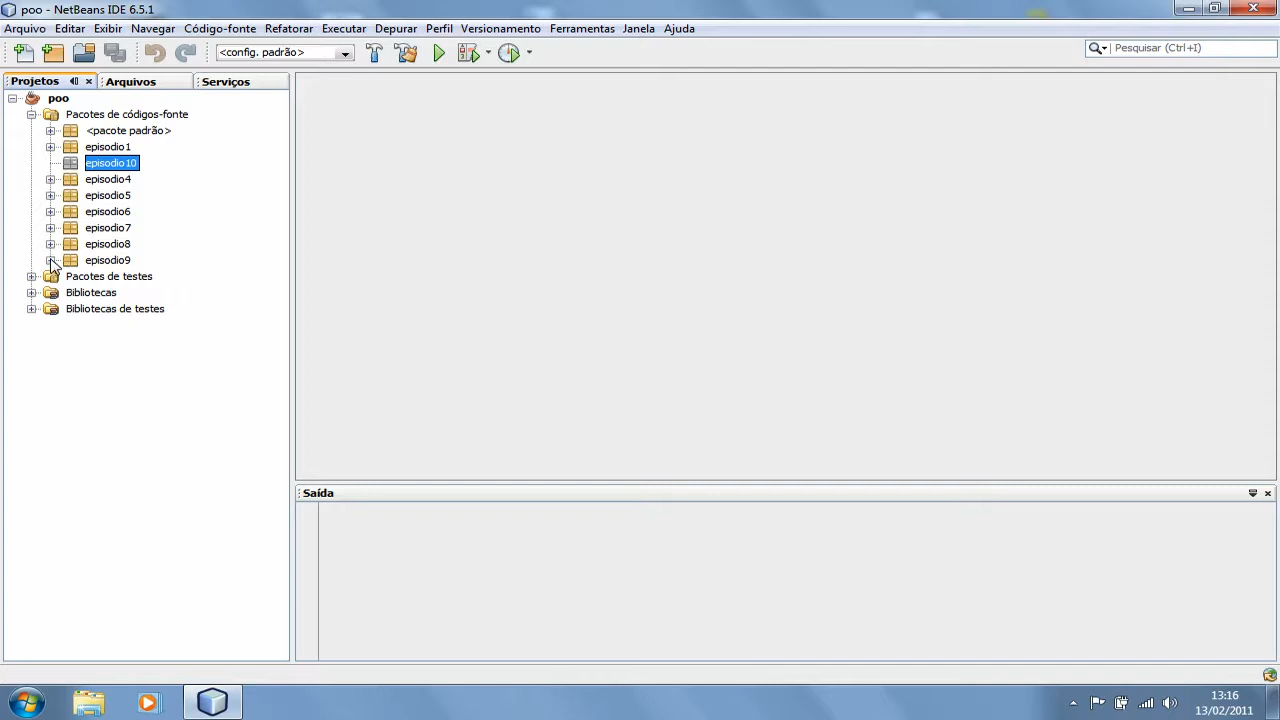 poo - NetBeans IDE 6.5.1
Arquivo Editar Exibir Navegar Código-fonte Refatorar Executar Depurar Perfil Versionamento Ferramentas Janela Ajuda
<config. padrão>
Pesquisar (Ctrl+I)
Projetos Arquivos Serviços
poo
Pacotes de códigos-fonte
<pacote padrão>
episodio1
episodio10
episodio4
episodio5
episodio6
episodio7
episodio8
episodio9
Pacotes de testes
Bibliotecas
Bibliotecas de testes
Saída
13:16
13/02/2011